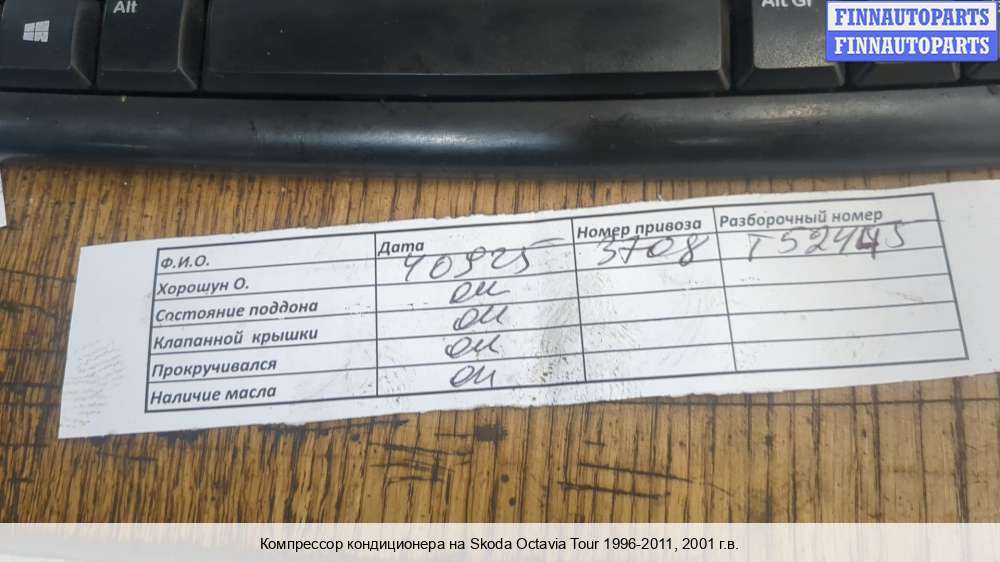 Alt
Alt Gr
FINNAUTOPARTS
FINNAUTOPARTS
Ф.И.О. Дата Номер привоза Разборочный номер
Хорошун О. 40925 3708 T52445
Состояние поддона ок
Клапанной крышки ок
Прокручивался ок
Наличие масла ок
Компрессор кондиционера на Skoda Octavia Tour 1996-2011, 2001 г.в.